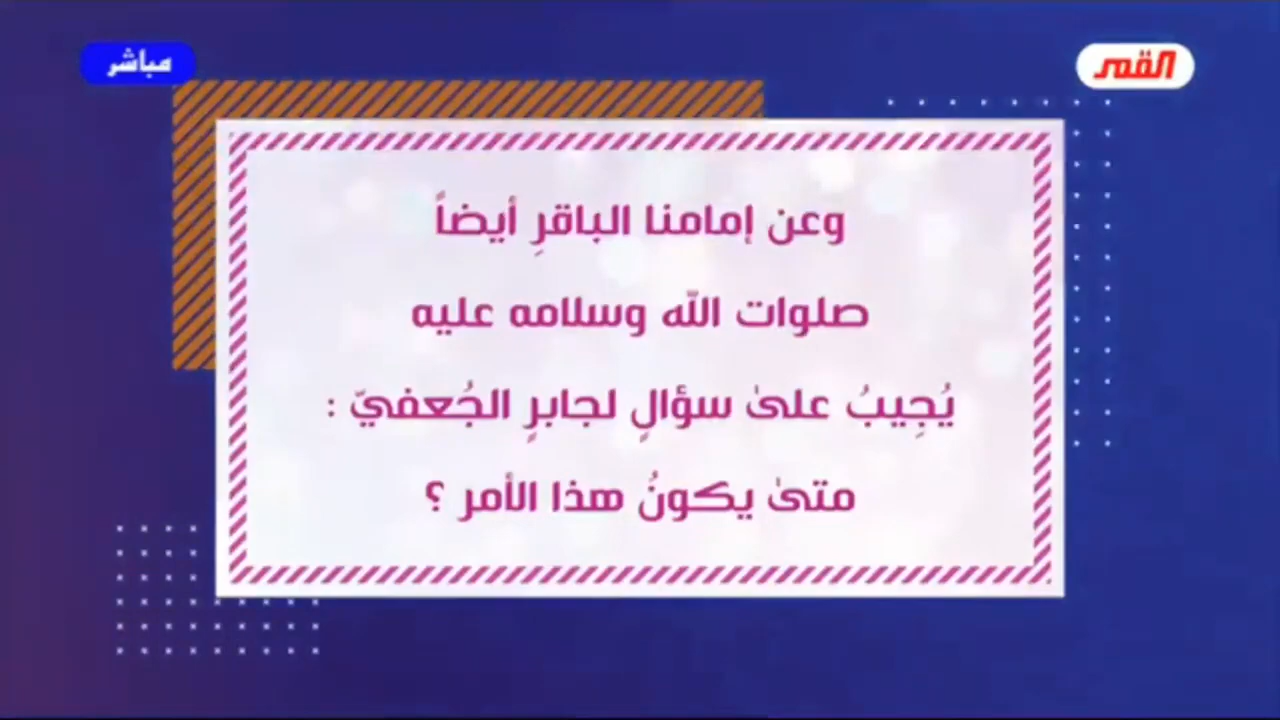 القمر
مباشر
وعن إمامنا الباقرِ أيضاً
صلوات اللّه وسلامه عليه
يُجِيبُ علىٰ سؤالٍ لجابرٍ الجُعفيّ :
متىٰ يكونُ هذا الأمر ؟